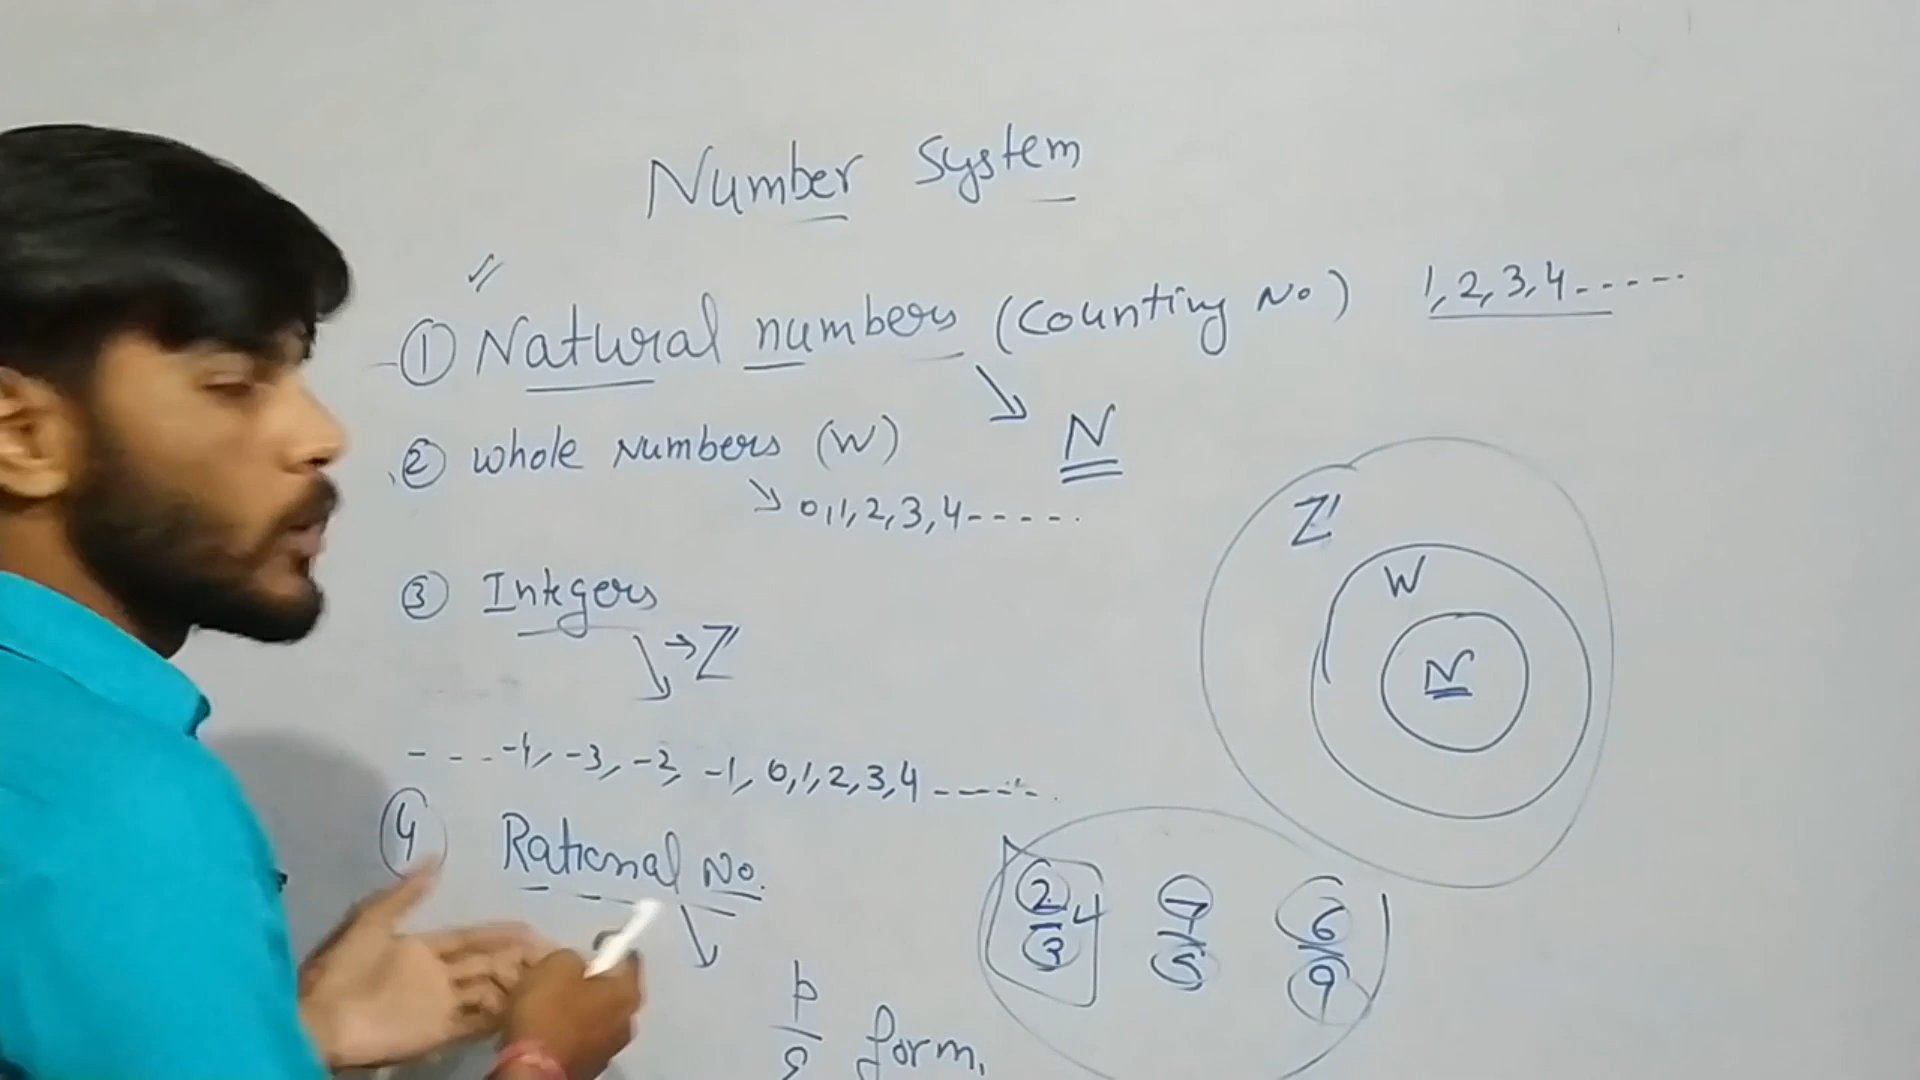 Number System
① Natural numbers (Counting No) 1,2,3,4-----
N
② Whole Numbers (W)
0,1,2,3,4-----
③ Integers
→ Z
- - - -4, -3, -2, -1, 0,1,2,3,4 -----
④ Rational No.
p/q form,
Z
W
N
2/3 4 7/5 6/9